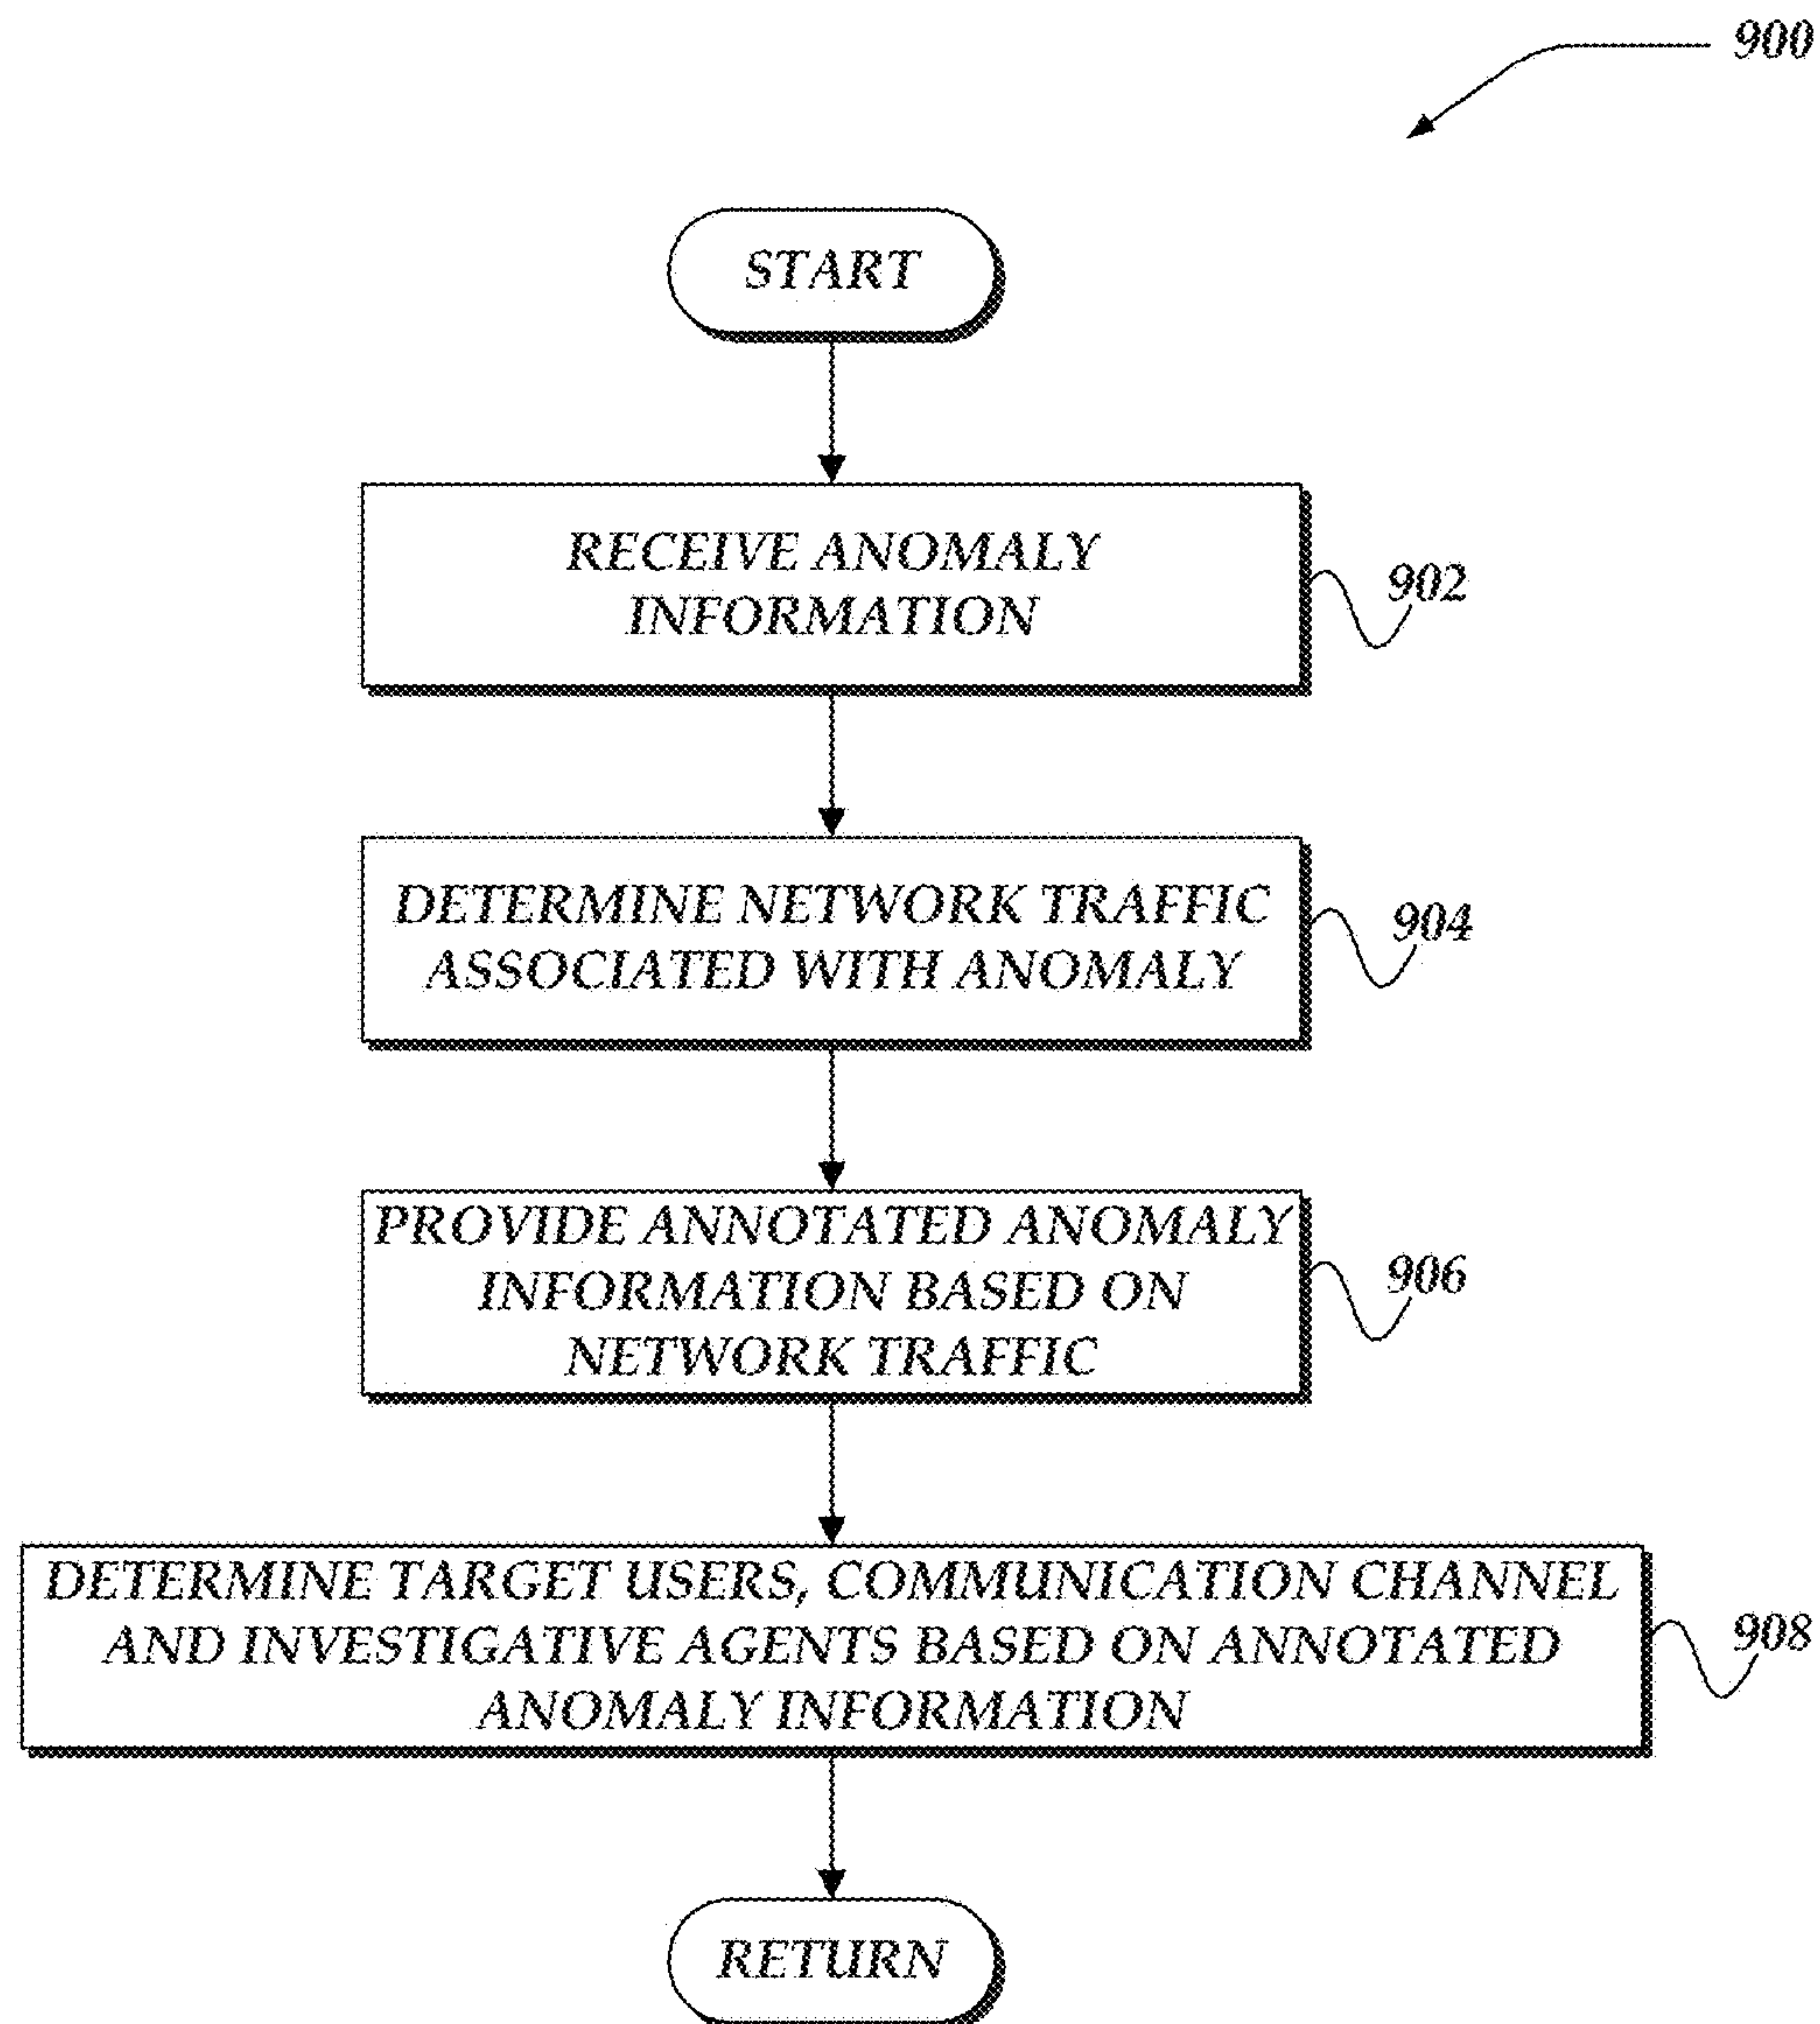 900
START
RECEIVE ANOMALY
INFORMATION
902
DETERMINE NETWORK TRAFFIC
ASSOCIATED WITH ANOMALY
904
PROVIDE ANNOTATED ANOMALY
INFORMATION BASED ON
NETWORK TRAFFIC
906
DETERMINE TARGET USERS, COMMUNICATION CHANNEL
AND INVESTIGATIVE AGENTS BASED ON ANNOTATED
ANOMALY INFORMATION
908
RETURN